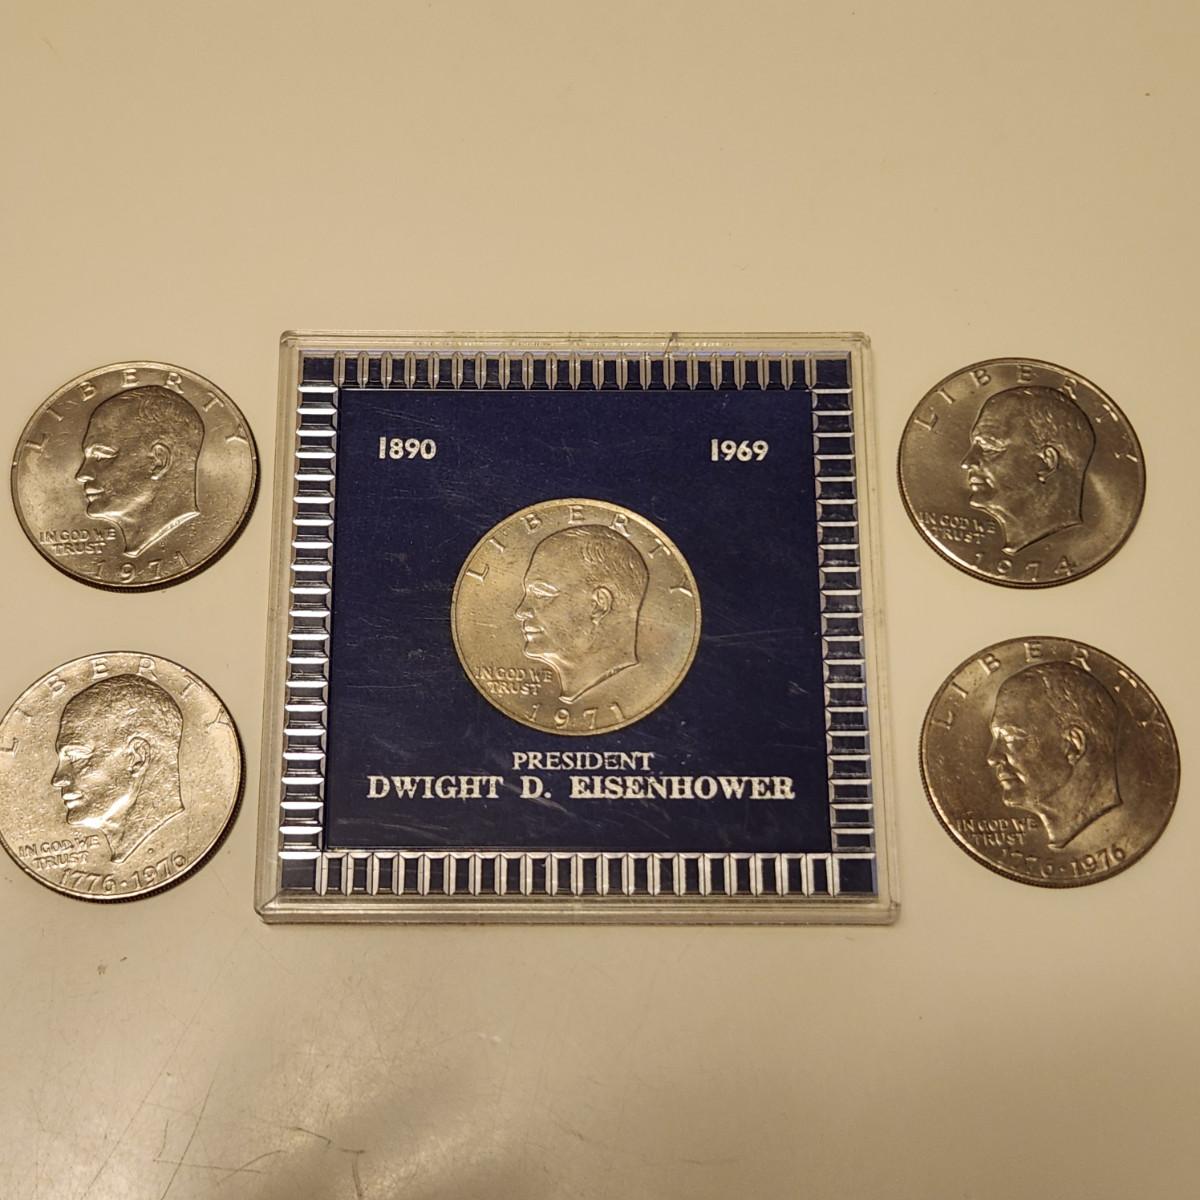 LIBERTY
IN GOD WE
TRUST
1971
LIBERTY
IN GOD WE
TRUST
1776·1976
1890
1969
LIBERTY
IN GOD WE
TRUST
1971
PRESIDENT
DWIGHT D. EISENHOWER
LIBERTY
IN GOD WE
TRUST
1974
LIBERTY
IN GOD WE
TRUST
1776·1976